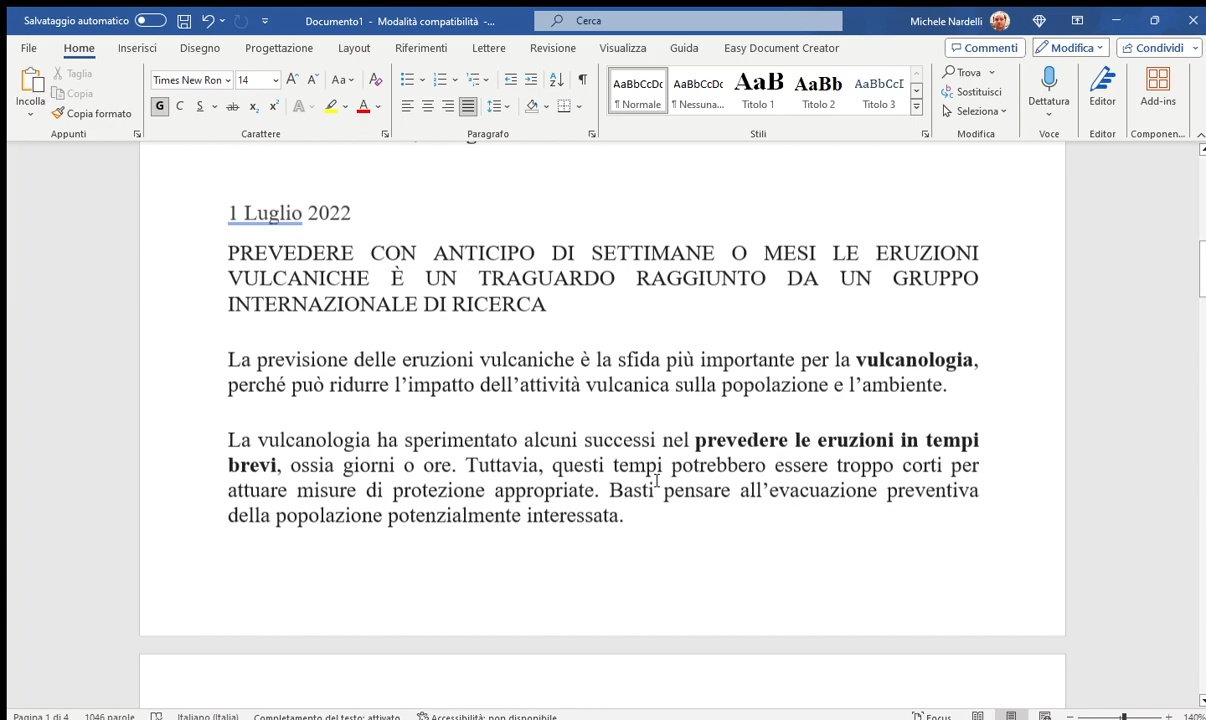 Salvataggio automatico
Documento1 - Modalità compatibilità -...
Cerca
Michele Nardelli
File Home Inserisci Disegno Progettazione Layout Riferimenti Lettere Revisione Visualizza Guida Easy Document Creator
Commenti Modifica Condividi
Incolla
Taglia
Copia
Copia formato
Appunti
Times New Ron 14
Aa
G C S ab x₂ x² A A
Carattere
Paragrafo
AaBbCcDc AaBbCcDc AaB AaBb AaBbCcI
¶ Normale ¶ Nessuna... Titolo 1 Titolo 2 Titolo 3
Stili
Trova
Sostituisci
Seleziona
Modifica
Dettatura
Voce
Editor
Editor
Add-ins
Componen...
1 Luglio 2022
PREVEDERE CON ANTICIPO DI SETTIMANE O MESI LE ERUZIONI
VULCANICHE È UN TRAGUARDO RAGGIUNTO DA UN GRUPPO
INTERNAZIONALE DI RICERCA
La previsione delle eruzioni vulcaniche è la sfida più importante per la vulcanologia,
perché può ridurre l’impatto dell’attività vulcanica sulla popolazione e l’ambiente.
La vulcanologia ha sperimentato alcuni successi nel prevedere le eruzioni in tempi
brevi, ossia giorni o ore. Tuttavia, questi tempi potrebbero essere troppo corti per
attuare misure di protezione appropriate. Basti pensare all’evacuazione preventiva
della popolazione potenzialmente interessata.
Pagina 1 di 4 1046 parole Italiano (Italia) Completamento del testo: attivato Accessibilità: non disponibile Focus 140%